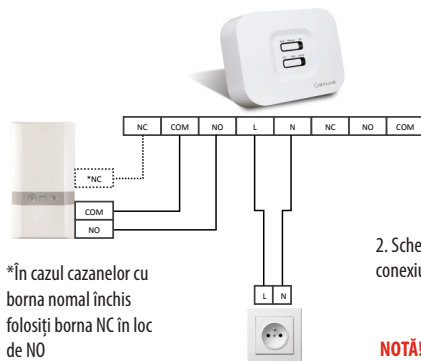 SALUS
NC COM NO L N NC NO COM
*NC
COM
NO
L N
*În cazul cazanelor cu
borna nomal închis
folosiți borna NC în loc
de NO
2. Sche
conexiu
NOTĂ!